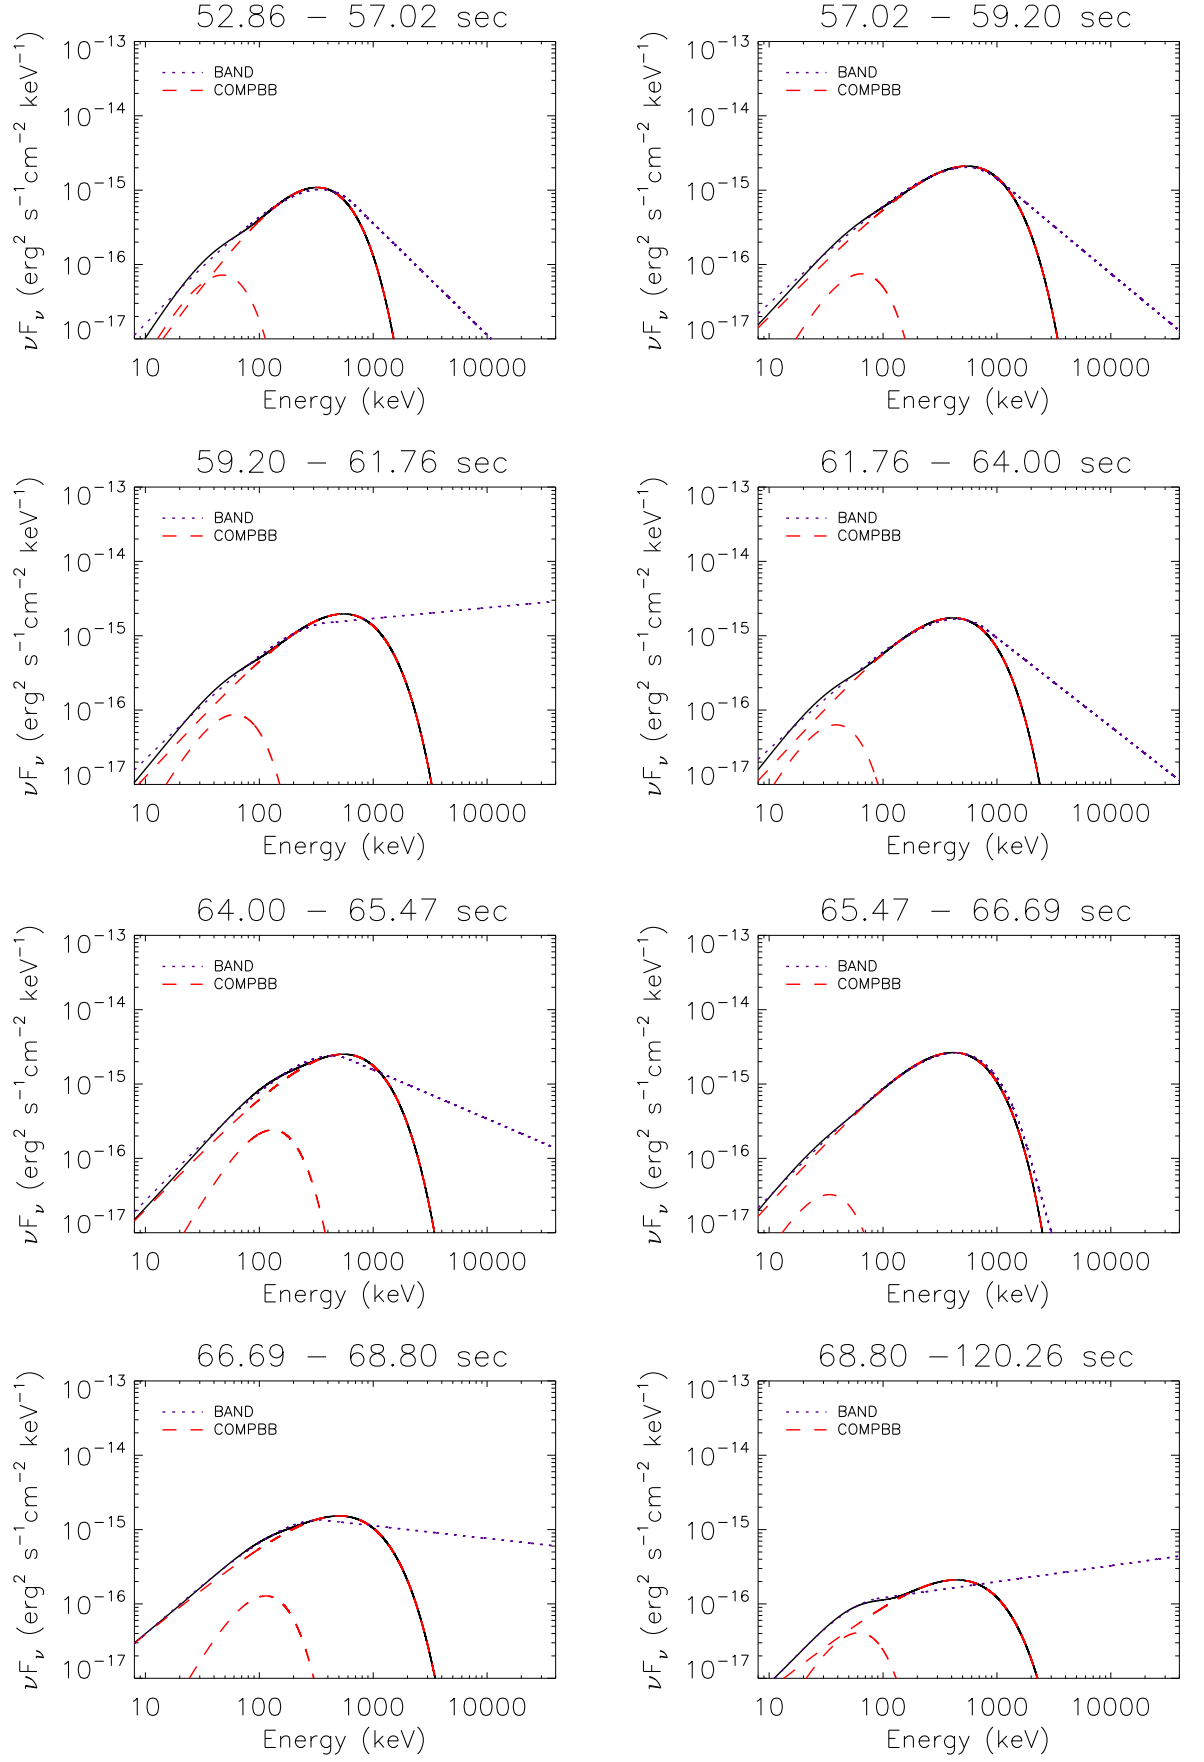 52.86 − 57.02 sec
10⁻¹³
10⁻¹⁴
10⁻¹⁵
10⁻¹⁶
10⁻¹⁷
νFν (erg² s⁻¹cm⁻² keV⁻¹)
BAND
COMPBB
10 100 1000 10000
Energy (keV)
57.02 − 59.20 sec
10⁻¹³
10⁻¹⁴
10⁻¹⁵
10⁻¹⁶
10⁻¹⁷
νFν (erg² s⁻¹cm⁻² keV⁻¹)
BAND
COMPBB
10 100 1000 10000
Energy (keV)
59.20 − 61.76 sec
10⁻¹³
10⁻¹⁴
10⁻¹⁵
10⁻¹⁶
10⁻¹⁷
νFν (erg² s⁻¹cm⁻² keV⁻¹)
BAND
COMPBB
10 100 1000 10000
Energy (keV)
61.76 − 64.00 sec
10⁻¹³
10⁻¹⁴
10⁻¹⁵
10⁻¹⁶
10⁻¹⁷
νFν (erg² s⁻¹cm⁻² keV⁻¹)
BAND
COMPBB
10 100 1000 10000
Energy (keV)
64.00 − 65.47 sec
10⁻¹³
10⁻¹⁴
10⁻¹⁵
10⁻¹⁶
10⁻¹⁷
νFν (erg² s⁻¹cm⁻² keV⁻¹)
BAND
COMPBB
10 100 1000 10000
Energy (keV)
65.47 − 66.69 sec
10⁻¹³
10⁻¹⁴
10⁻¹⁵
10⁻¹⁶
10⁻¹⁷
νFν (erg² s⁻¹cm⁻² keV⁻¹)
BAND
COMPBB
10 100 1000 10000
Energy (keV)
66.69 − 68.80 sec
10⁻¹³
10⁻¹⁴
10⁻¹⁵
10⁻¹⁶
10⁻¹⁷
νFν (erg² s⁻¹cm⁻² keV⁻¹)
BAND
COMPBB
10 100 1000 10000
Energy (keV)
68.80 −120.26 sec
10⁻¹³
10⁻¹⁴
10⁻¹⁵
10⁻¹⁶
10⁻¹⁷
νFν (erg² s⁻¹cm⁻² keV⁻¹)
BAND
COMPBB
10 100 1000 10000
Energy (keV)